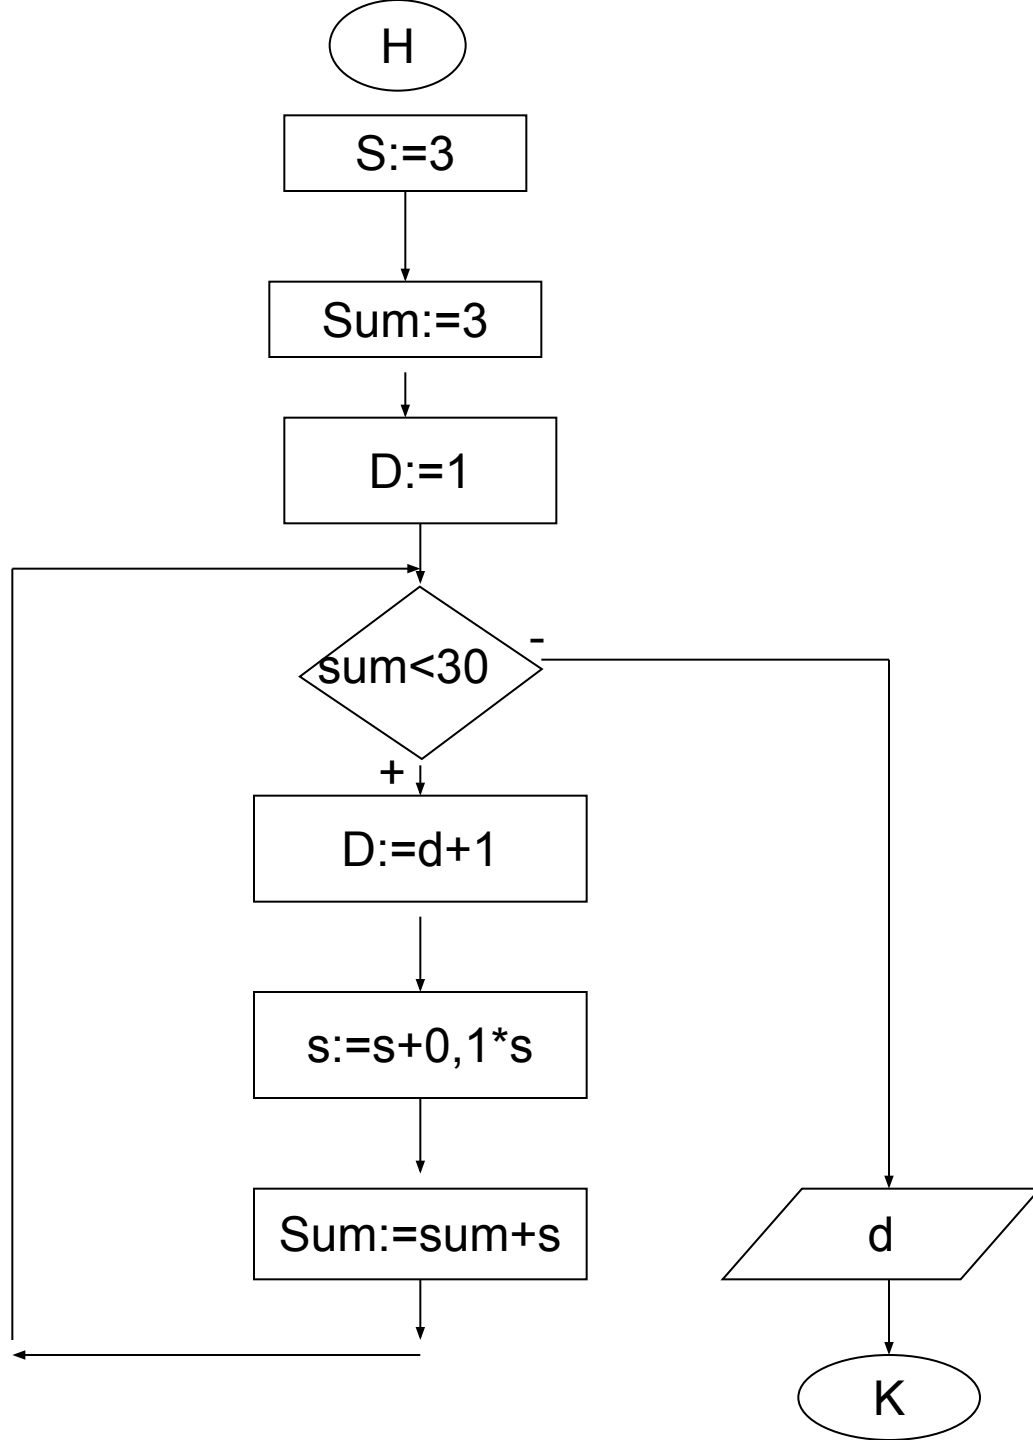 Н
S:=3
Sum:=3
D:=1
sum<30
-
+
D:=d+1
s:=s+0,1*s
Sum:=sum+s
d
К